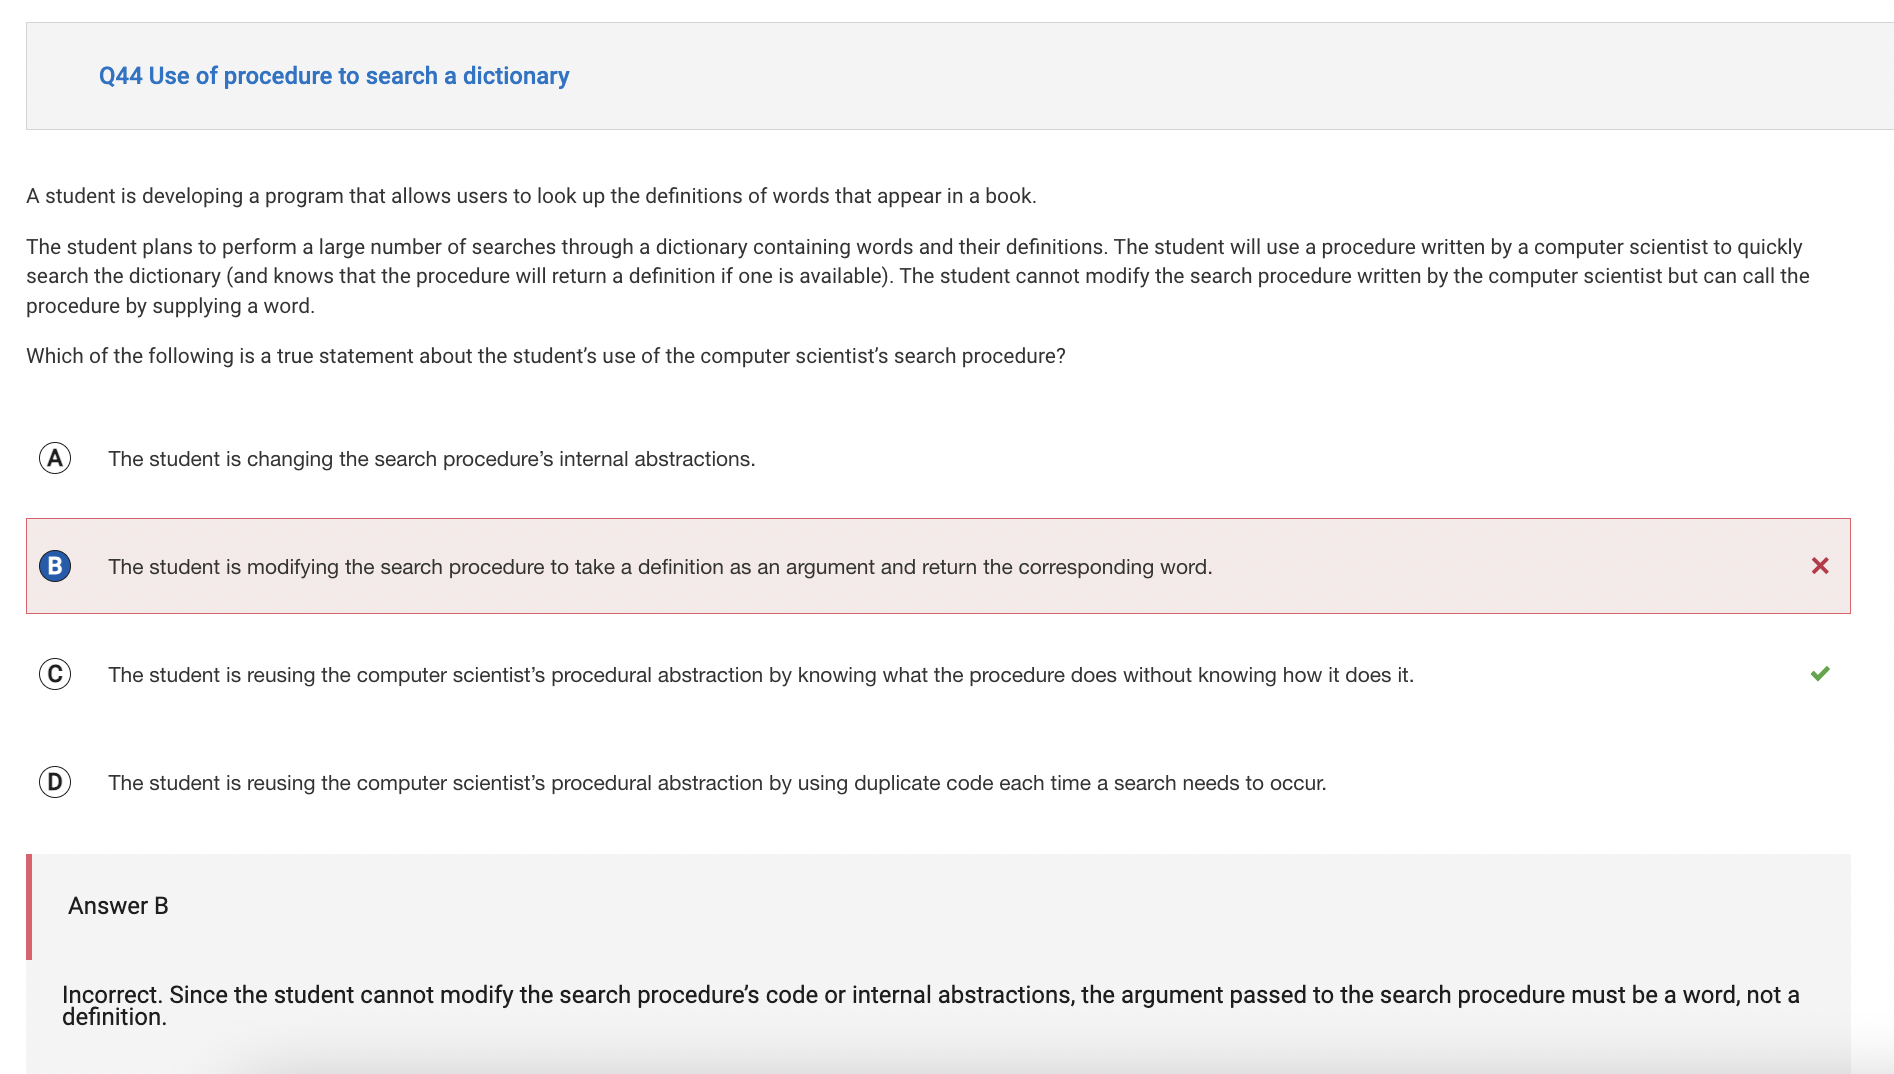 Q44 Use of procedure to search a dictionary
A student is developing a program that allows users to look up the definitions of words that appear in a book.
The student plans to perform a large number of searches through a dictionary containing words and their definitions. The student will use a procedure written by a computer scientist to quickly
search the dictionary (and knows that the procedure will return a definition if one is available). The student cannot modify the search procedure written by the computer scientist but can call the
procedure by supplying a word.
Which of the following is a true statement about the student’s use of the computer scientist’s search procedure?
A The student is changing the search procedure’s internal abstractions.
B The student is modifying the search procedure to take a definition as an argument and return the corresponding word.
C The student is reusing the computer scientist’s procedural abstraction by knowing what the procedure does without knowing how it does it.
D The student is reusing the computer scientist’s procedural abstraction by using duplicate code each time a search needs to occur.
Answer B
Incorrect. Since the student cannot modify the search procedure’s code or internal abstractions, the argument passed to the search procedure must be a word, not a
definition.